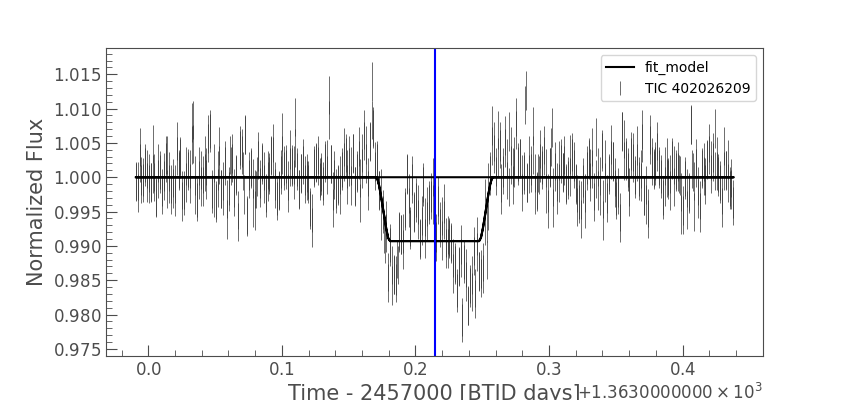 fit_model
TIC 402026209
1.015
1.010
1.005
1.000
0.995
0.990
0.985
0.980
0.975
Normalized Flux
0.0 0.1 0.2 0.3 0.4
Time - 2457000 [BTJD days]
+1.3630000000 × 10³